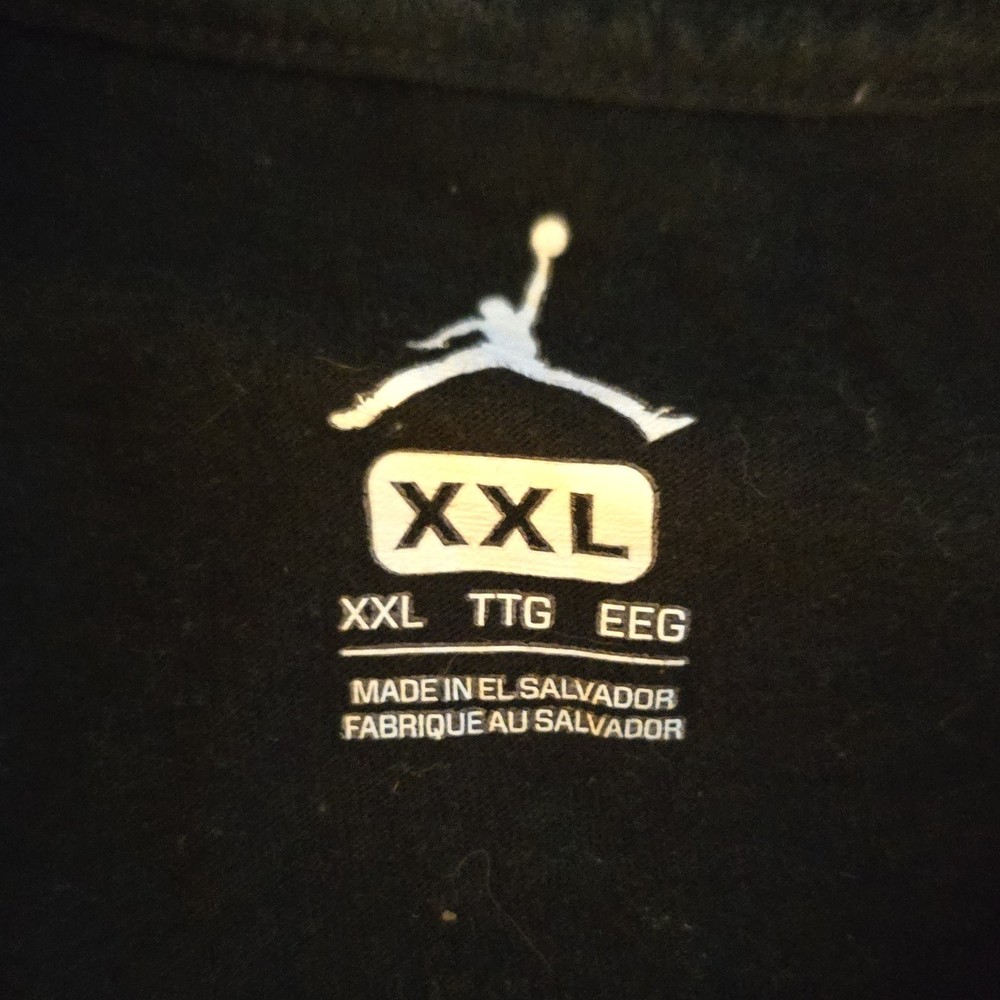 XXL
XXL TTG EEG
MADE IN EL SALVADOR
FABRIQUE AU SALVADOR